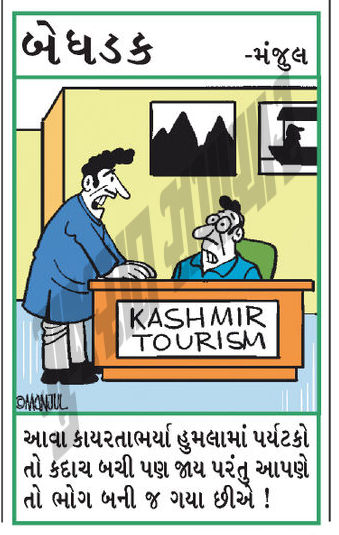 બેધડક
-મંજુલ
KASHMIR
TOURISM
©MANJUL
આવા કાયરતાભર્યા હુમલામાં પર્યટકો
તો કદાચ બચી પણ જાય પરંતુ આપણે
તો ભોગ બની જ ગયા છીએ !